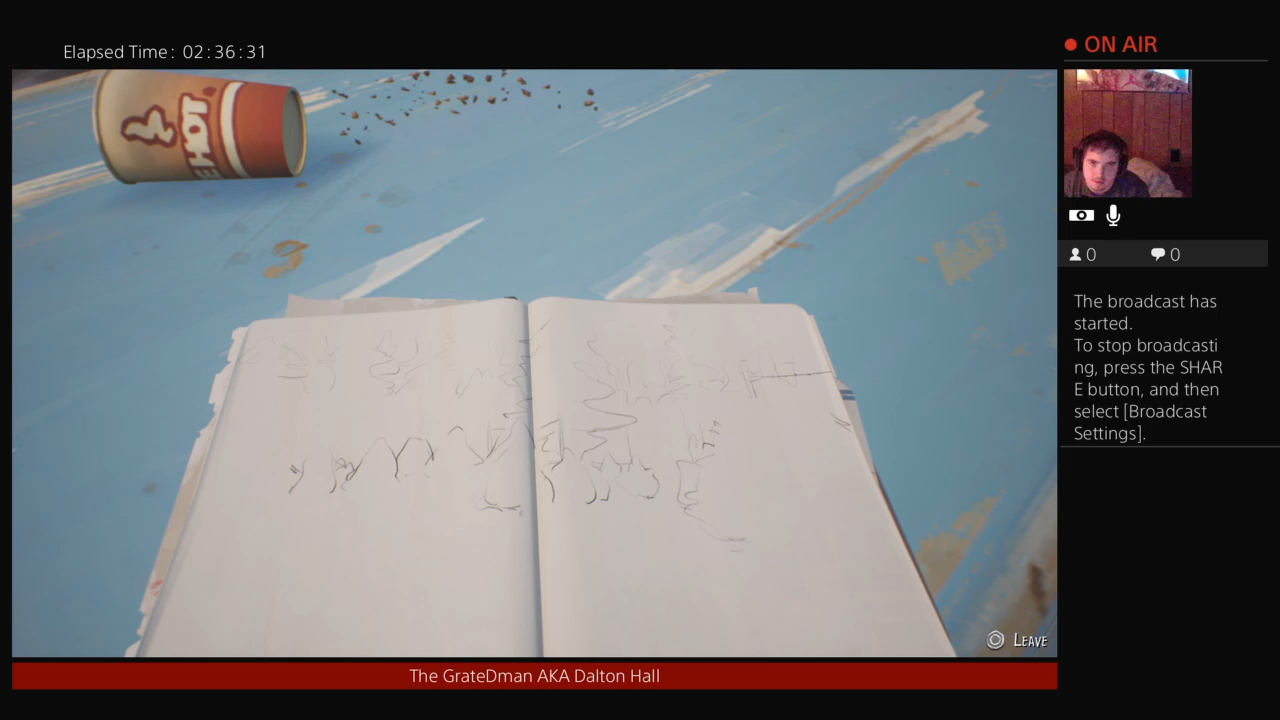 Elapsed Time: 02:36:31
ON AIR
HOT
0 0
The broadcast has
started.
To stop broadcasti
ng, press the SHAR
E button, and then
select [Broadcast
Settings].
LEAVE
The GrateDman AKA Dalton Hall